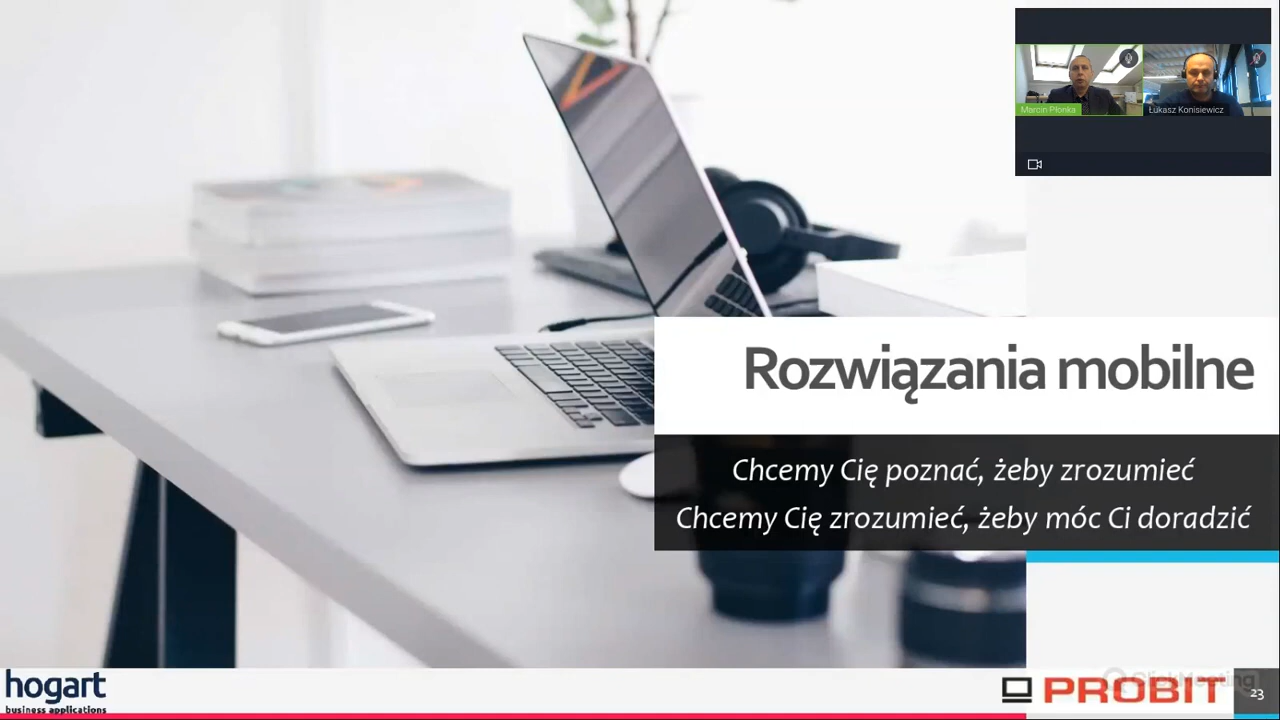 Marcin Płonka
Łukasz Konisiewicz
Rozwiązania mobilne
Chcemy Cię poznać, żeby zrozumieć
Chcemy Cię zrozumieć, żeby móc Ci doradzić
hogart
business applications
PROBIT
ClickMeeting
23